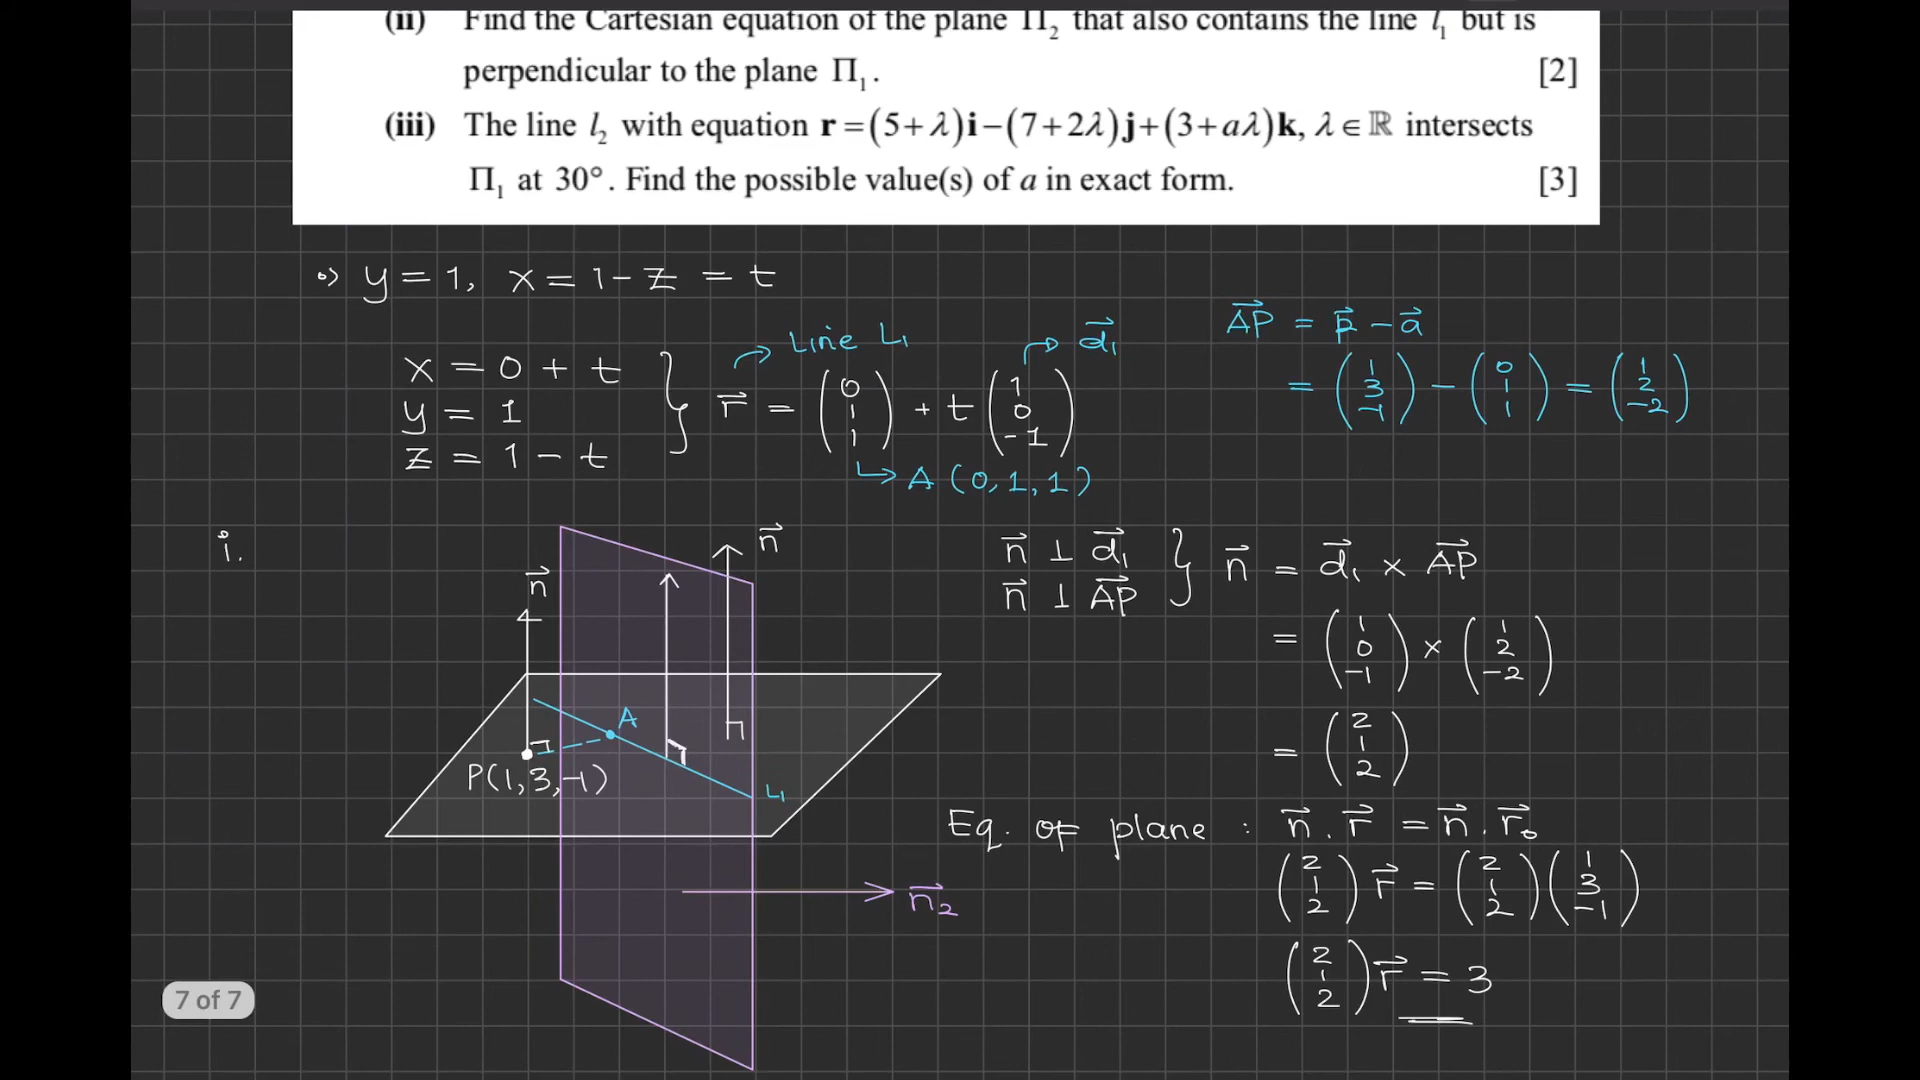 (ii) Find the Cartesian equation of the plane Π₂ that also contains the line l₁ but is
perpendicular to the plane Π₁. [2]
(iii) The line l₂ with equation r = (5+λ)i − (7+2λ)j + (3+aλ)k, λ ∈ ℝ intersects
Π₁ at 30°. Find the possible value(s) of a in exact form. [3]
y = 1, x = 1 − z = t
x = 0 + t
y = 1
z = 1 − t
} r⃗ = (0 1 1) + t (1 0 -1)
Line L₁
d⃗₁
A (0, 1, 1)
AP⃗ = p⃗ − a⃗
= (1 3 -1) − (0 1 1) = (1 2 -2)
i.
n⃗
n⃗
A
P(1, 3, -1)
L₁
n⃗₂
n⃗ ⊥ d⃗₁
n⃗ ⊥ AP⃗
} n⃗ = d⃗₁ × AP⃗
= (1 0 -1) × (1 2 -2)
= (2 1 2)
Eq. of plane : n⃗ . r⃗ = n⃗ . r⃗₀
(2 1 2) r⃗ = (2 1 2)(1 3 -1)
(2 1 2) r⃗ = 3
7 of 7